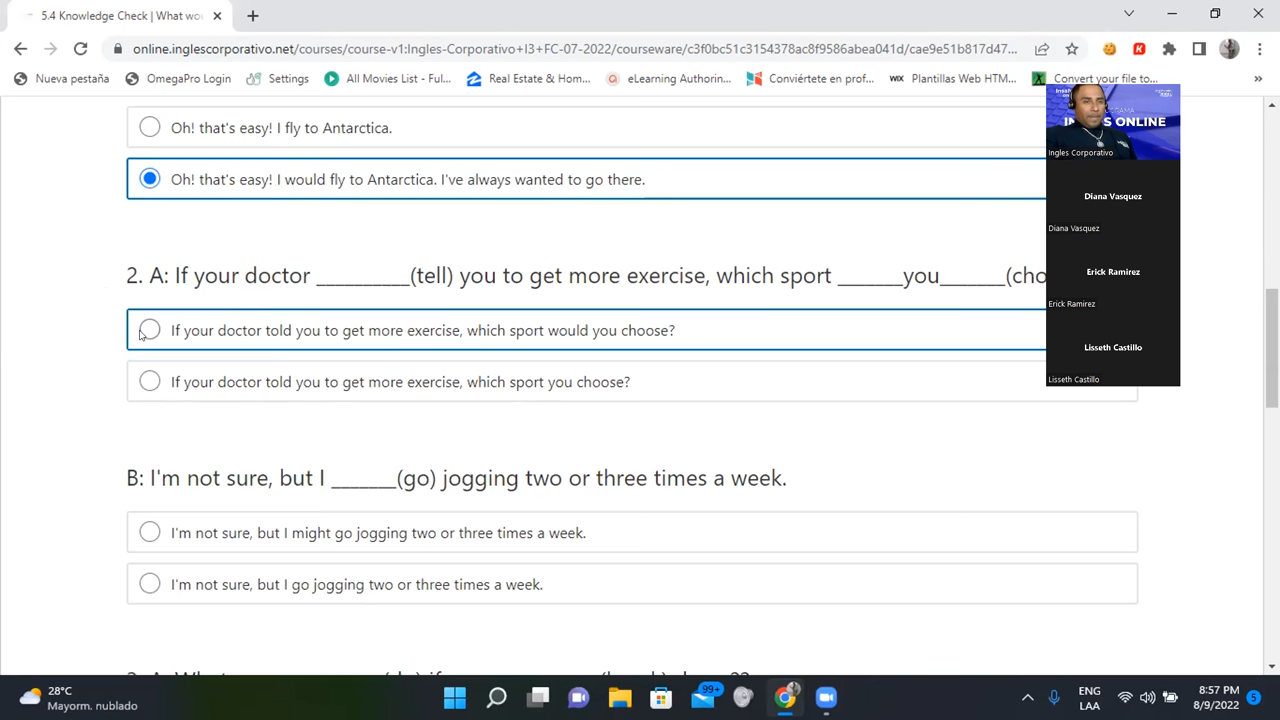 5.4 Knowledge Check | What wou
online.inglescorporativo.net/courses/course-v1:Ingles-Corporativo+I3+FC-07-2022/courseware/c3f0bc51c3154378ac8f9586abea041d/cae9e51b817d47...
Nueva pestaña
OmegaPro Login
Settings
All Movies List - Ful...
Real Estate & Hom...
eLearning Authorin...
Conviértete en prof...
WIX Plantillas Web HTM...
Convert your file to...
»
Oh! that's easy! I fly to Antarctica.
Oh! that's easy! I would fly to Antarctica. I've always wanted to go there.
2. A: If your doctor __________(tell) you to get more exercise, which sport _______you_______(cho
If your doctor told you to get more exercise, which sport would you choose?
If your doctor told you to get more exercise, which sport you choose?
B: I'm not sure, but I _______(go) jogging two or three times a week.
I'm not sure, but I might go jogging two or three times a week.
I'm not sure, but I go jogging two or three times a week.
S ONLINE
Ingles Corporativo
Diana Vasquez
Diana Vasquez
Erick Ramirez
Erick Ramirez
Lisseth Castillo
Lisseth Castillo
28°C
Mayorm. nublado
99+
ENG
LAA
8:57 PM
8/9/2022
5